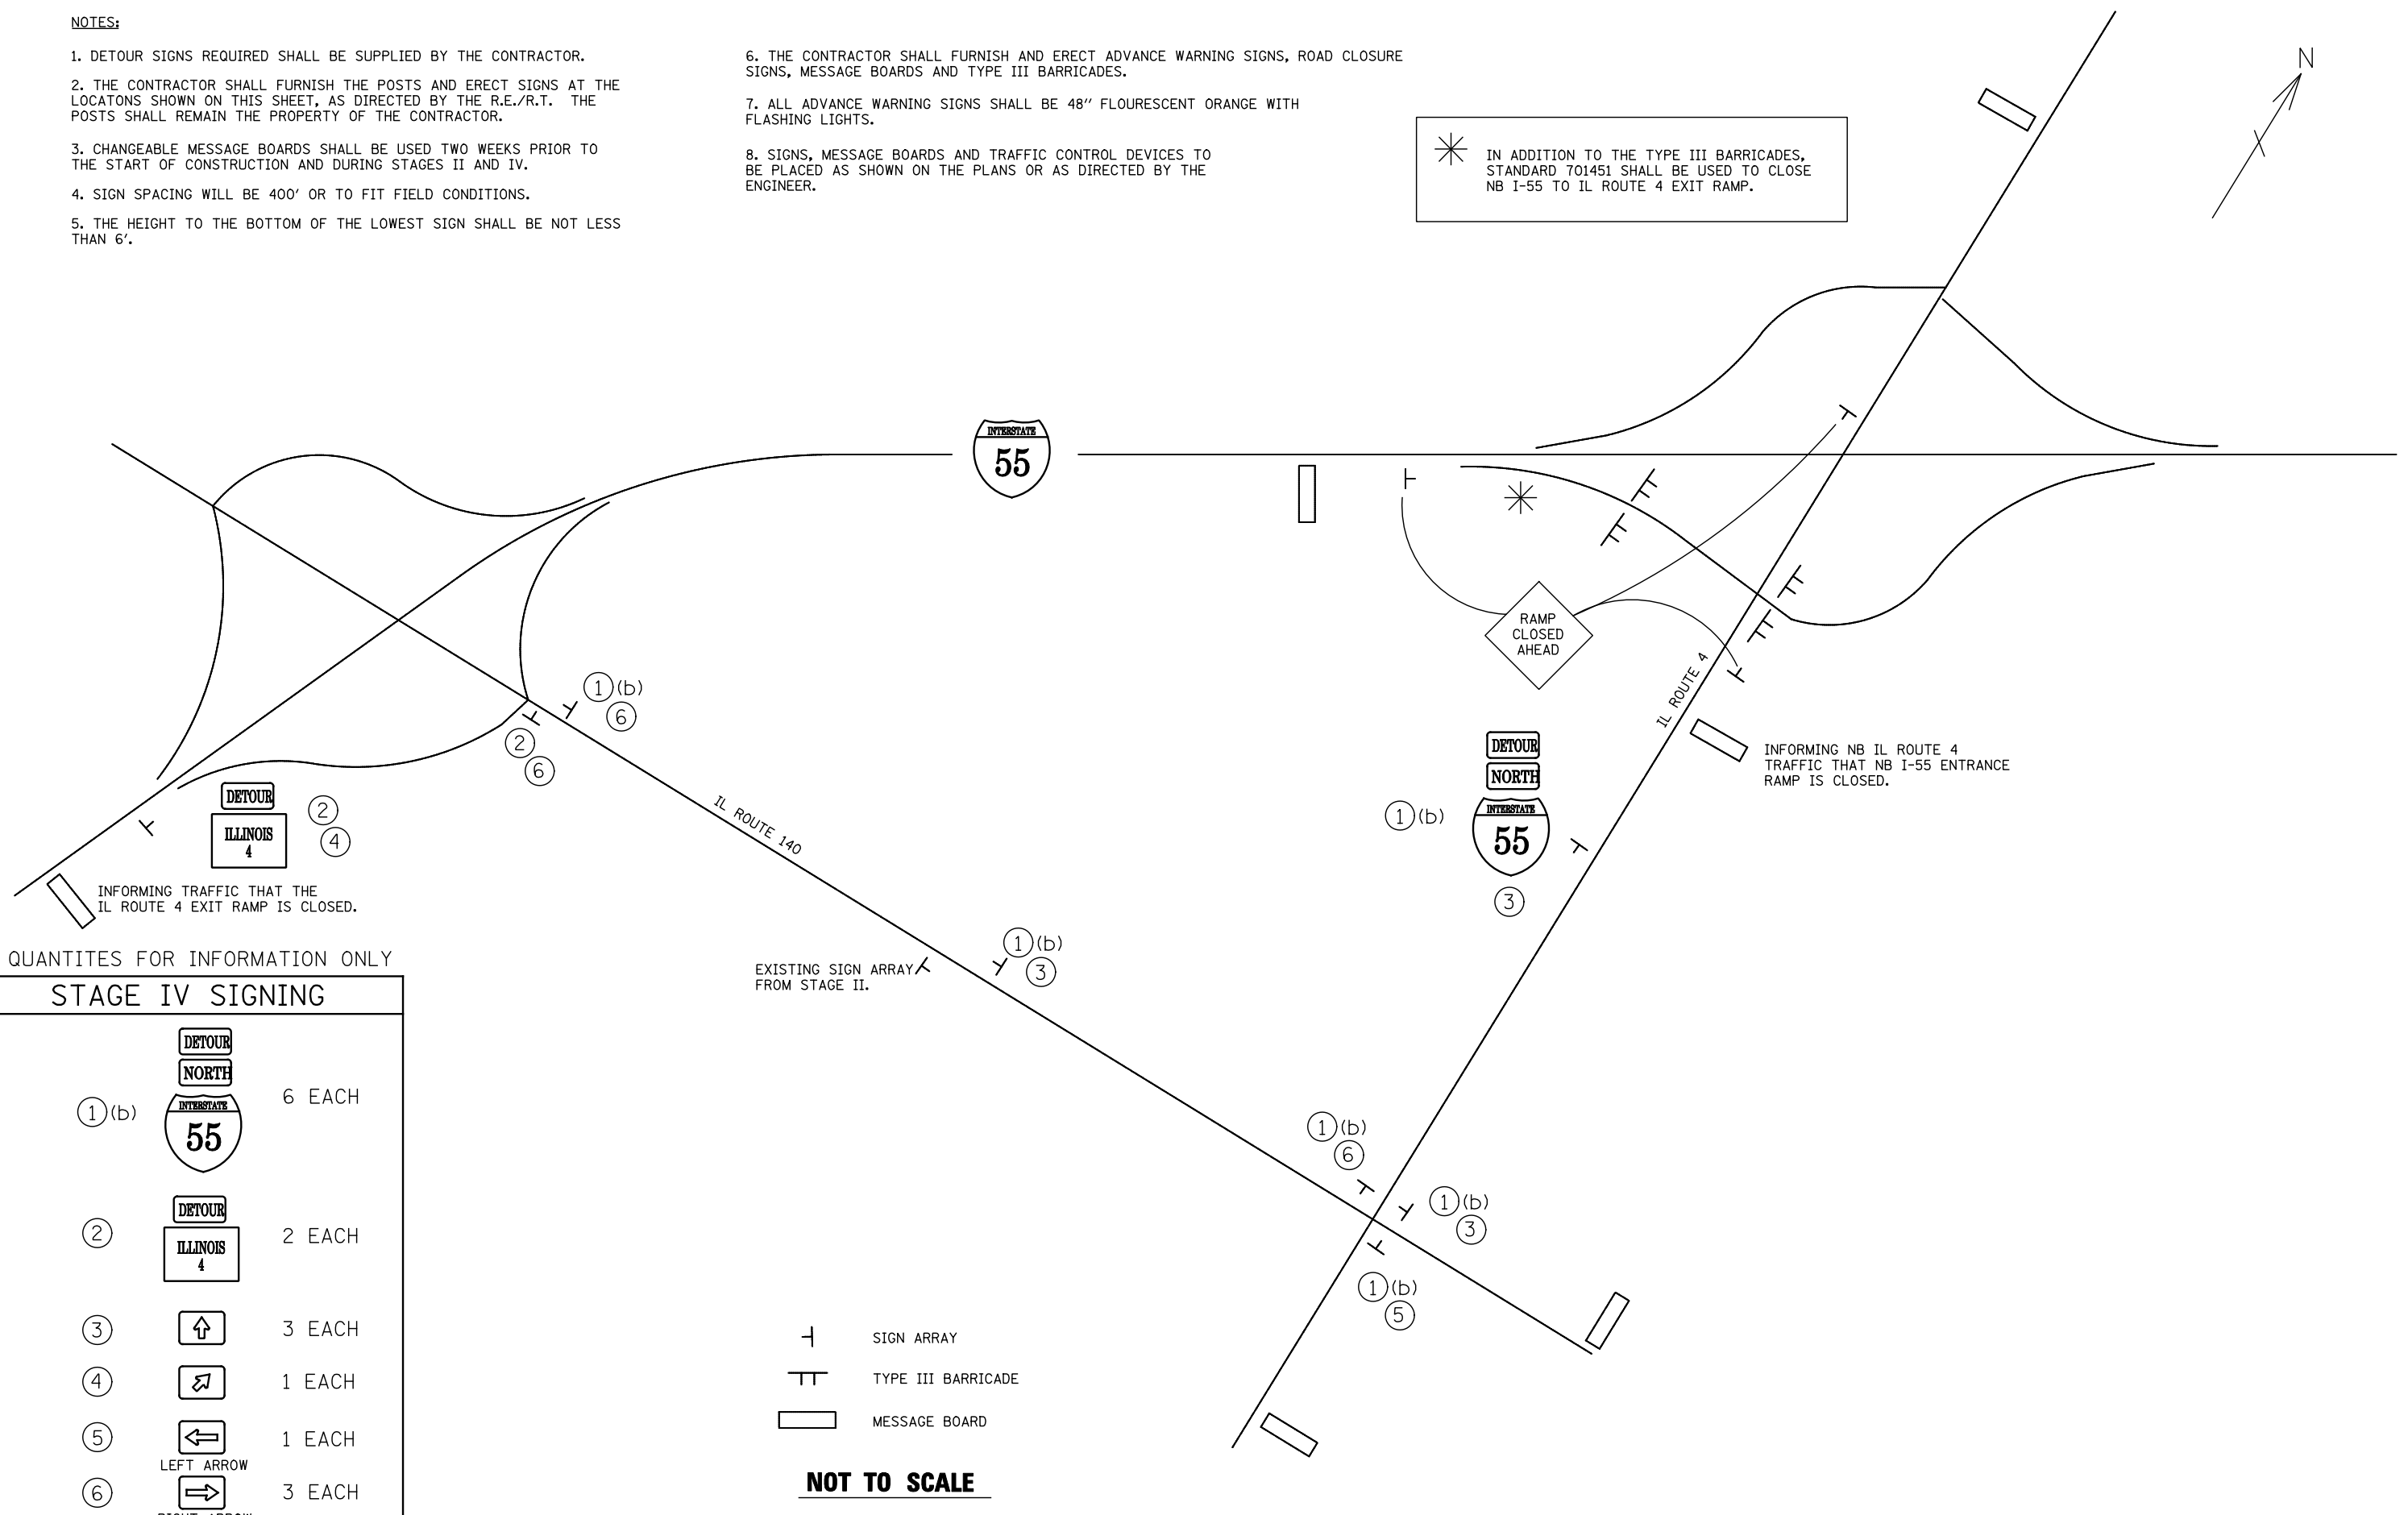 NOTES:
1. DETOUR SIGNS REQUIRED SHALL BE SUPPLIED BY THE CONTRACTOR.
2. THE CONTRACTOR SHALL FURNISH THE POSTS AND ERECT SIGNS AT THE
LOCATONS SHOWN ON THIS SHEET, AS DIRECTED BY THE R.E./R.T. THE
POSTS SHALL REMAIN THE PROPERTY OF THE CONTRACTOR.
3. CHANGEABLE MESSAGE BOARDS SHALL BE USED TWO WEEKS PRIOR TO
THE START OF CONSTRUCTION AND DURING STAGES II AND IV.
4. SIGN SPACING WILL BE 400' OR TO FIT FIELD CONDITIONS.
5. THE HEIGHT TO THE BOTTOM OF THE LOWEST SIGN SHALL BE NOT LESS
THAN 6'.
6. THE CONTRACTOR SHALL FURNISH AND ERECT ADVANCE WARNING SIGNS, ROAD CLOSURE
SIGNS, MESSAGE BOARDS AND TYPE III BARRICADES.
7. ALL ADVANCE WARNING SIGNS SHALL BE 48" FLOURESCENT ORANGE WITH
FLASHING LIGHTS.
8. SIGNS, MESSAGE BOARDS AND TRAFFIC CONTROL DEVICES TO
BE PLACED AS SHOWN ON THE PLANS OR AS DIRECTED BY THE
ENGINEER.
IN ADDITION TO THE TYPE III BARRICADES,
STANDARD 701451 SHALL BE USED TO CLOSE
NB I-55 TO IL ROUTE 4 EXIT RAMP.
N
INTERSTATE
55
RAMP
CLOSED
AHEAD
IL ROUTE 4
1 (b)
6
2
6
IL ROUTE 140
DETOUR
ILLINOIS
4
2
4
INFORMING TRAFFIC THAT THE
IL ROUTE 4 EXIT RAMP IS CLOSED.
DETOUR
NORTH
INTERSTATE
55
1 (b)
3
INFORMING NB IL ROUTE 4
TRAFFIC THAT NB I-55 ENTRANCE
RAMP IS CLOSED.
EXISTING SIGN ARRAY
FROM STAGE II.
1 (b)
3
1 (b)
6
1 (b)
3
1 (b)
5
QUANTITES FOR INFORMATION ONLY
STAGE IV SIGNING
DETOUR
NORTH
1 (b)
INTERSTATE
55
6 EACH
2
DETOUR
ILLINOIS
4
2 EACH
3
3 EACH
4
1 EACH
5
1 EACH
LEFT ARROW
6
3 EACH
RIGHT ARROW
SIGN ARRAY
TYPE III BARRICADE
MESSAGE BOARD
NOT TO SCALE